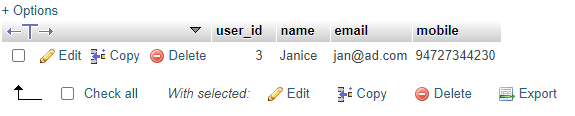 + Options
user_id name email mobile
Edit Copy Delete 3 Janice jan@ad.com 94727344230
Check all With selected: Edit Copy Delete Export